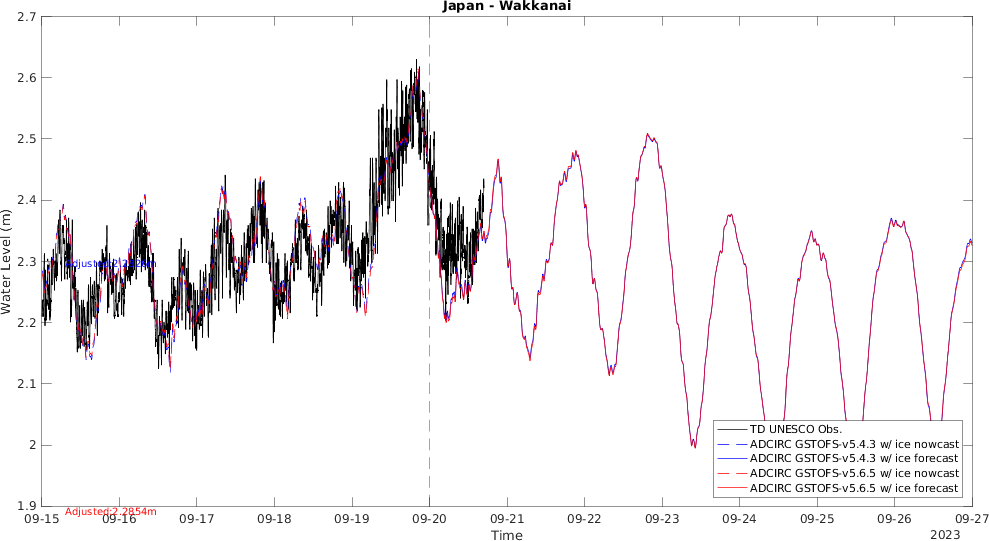 Japan - Wakkanai
Water Level (m)
2.7
2.6
2.5
2.4
2.3
2.2
2.1
2
1.9
Adjusted:2.2854m
09-15
09-16
09-17
09-18
09-19
09-20
09-21
09-22
09-23
09-24
09-25
09-26
09-27
Time
2023
TD UNESCO Obs.
ADCIRC GSTOFS-v5.4.3 w/ ice nowcast
ADCIRC GSTOFS-v5.4.3 w/ ice forecast
ADCIRC GSTOFS-v5.6.5 w/ ice nowcast
ADCIRC GSTOFS-v5.6.5 w/ ice forecast